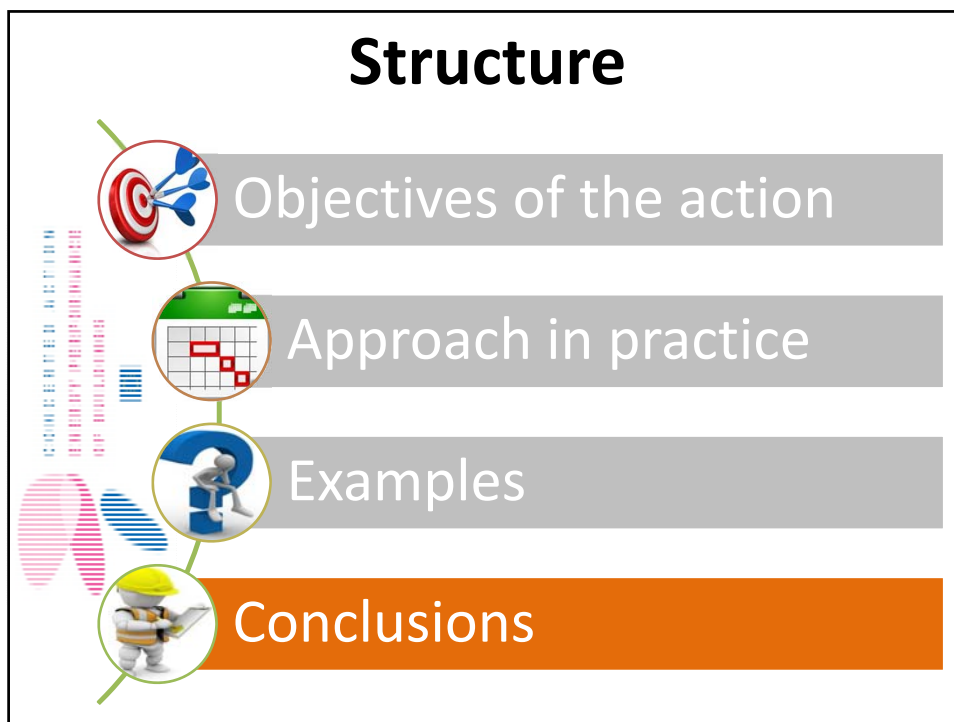 Structure
Objectives of the action
Approach in practice
Examples
Conclusions